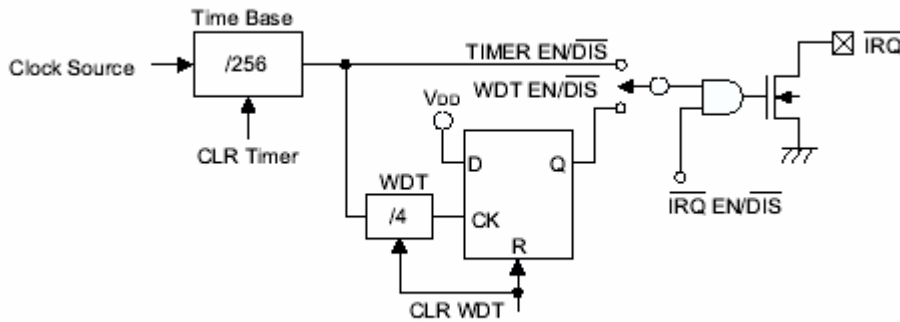 Time Base
Clock Source
/256
CLR Timer
TIMER EN/DIS
WDT EN/DIS
IRQ
VDD
D
Q
WDT
/4
CK
R
IRQ EN/DIS
CLR WDT